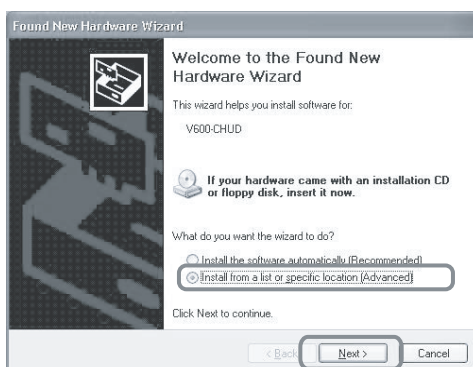 Found New Hardware Wizard
Welcome to the Found New
Hardware Wizard
This wizard helps you install software for:
V600-CHUD
If your hardware came with an installation CD
or floppy disk, insert it now.
What do you want the wizard to do?
Install the software automatically (Recommended)
Install from a list or specific location (Advanced)
Click Next to continue.
< Back
Next >
Cancel